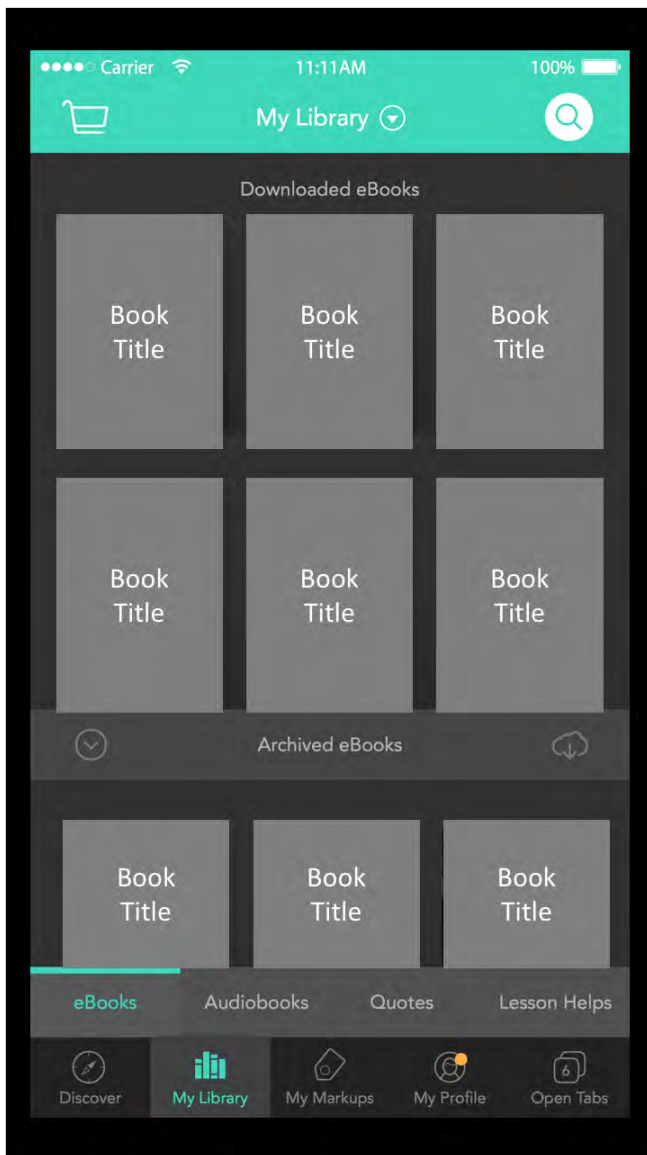 Carrier 11:11AM 100%
My Library
Downloaded eBooks
Book Book Book
Title Title Title
Book Book Book
Title Title Title
Archived eBooks
Book Book Book
Title Title Title
eBooks Audiobooks Quotes Lesson Helps
6
Discover My Library My Markups My Profile Open Tabs